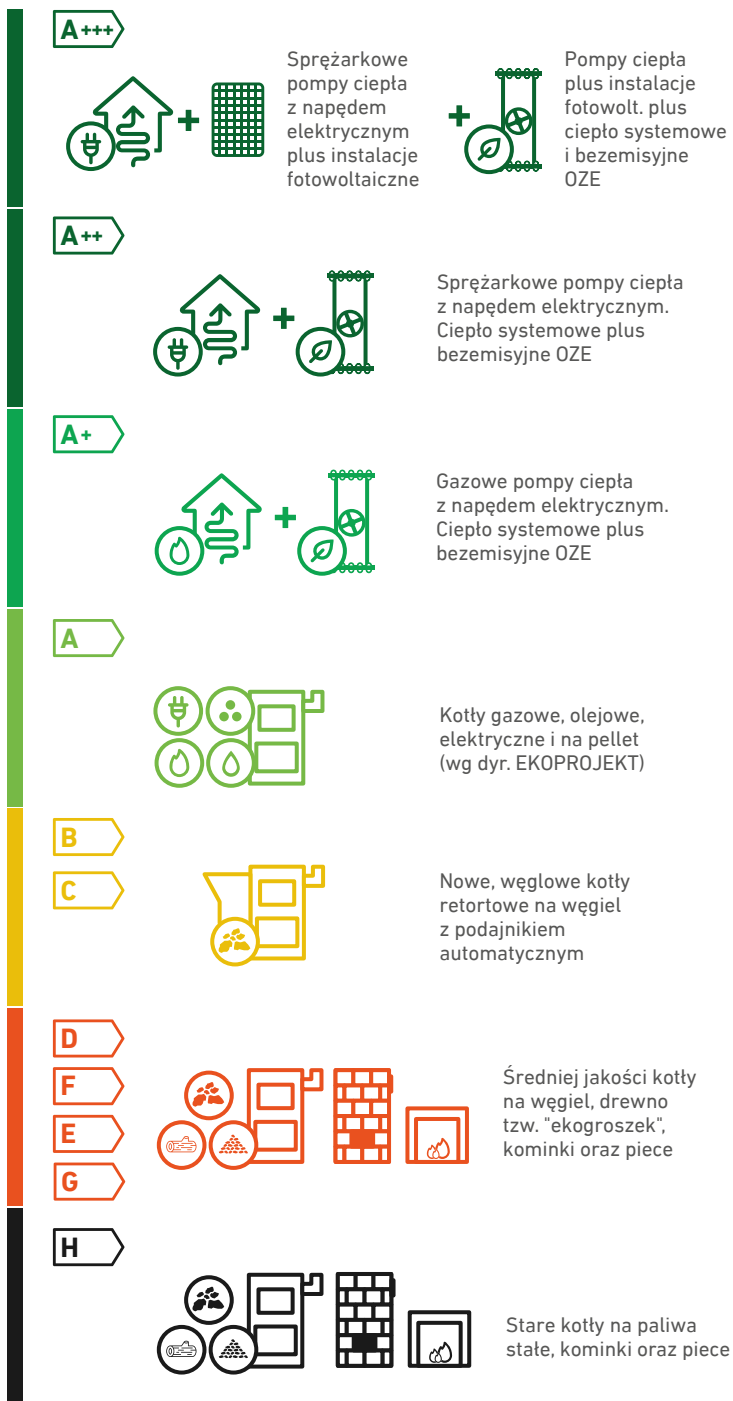 A+++
Sprężarkowe
pompy ciepła
z napędem
elektrycznym
plus instalacje
fotowoltaiczne
Pompy ciepła
plus instalacje
fotowolt. plus
ciepło systemowe
i bezemisyjne
OZE
A++
Sprężarkowe pompy ciepła
z napędem elektrycznym.
Ciepło systemowe plus
bezemisyjne OZE
A+
Gazowe pompy ciepła
z napędem elektrycznym.
Ciepło systemowe plus
bezemisyjne OZE
A
Kotły gazowe, olejowe,
elektryczne i na pellet
(wg dyr. EKOPROJEKT)
B
C
Nowe, węglowe kotły
retortowe na węgiel
z podajnikiem
automatycznym
D
F
E
G
Średniej jakości kotły
na węgiel, drewno
tzw. "ekogroszek",
kominki oraz piece
H
Stare kotły na paliwa
stałe, kominki oraz piece